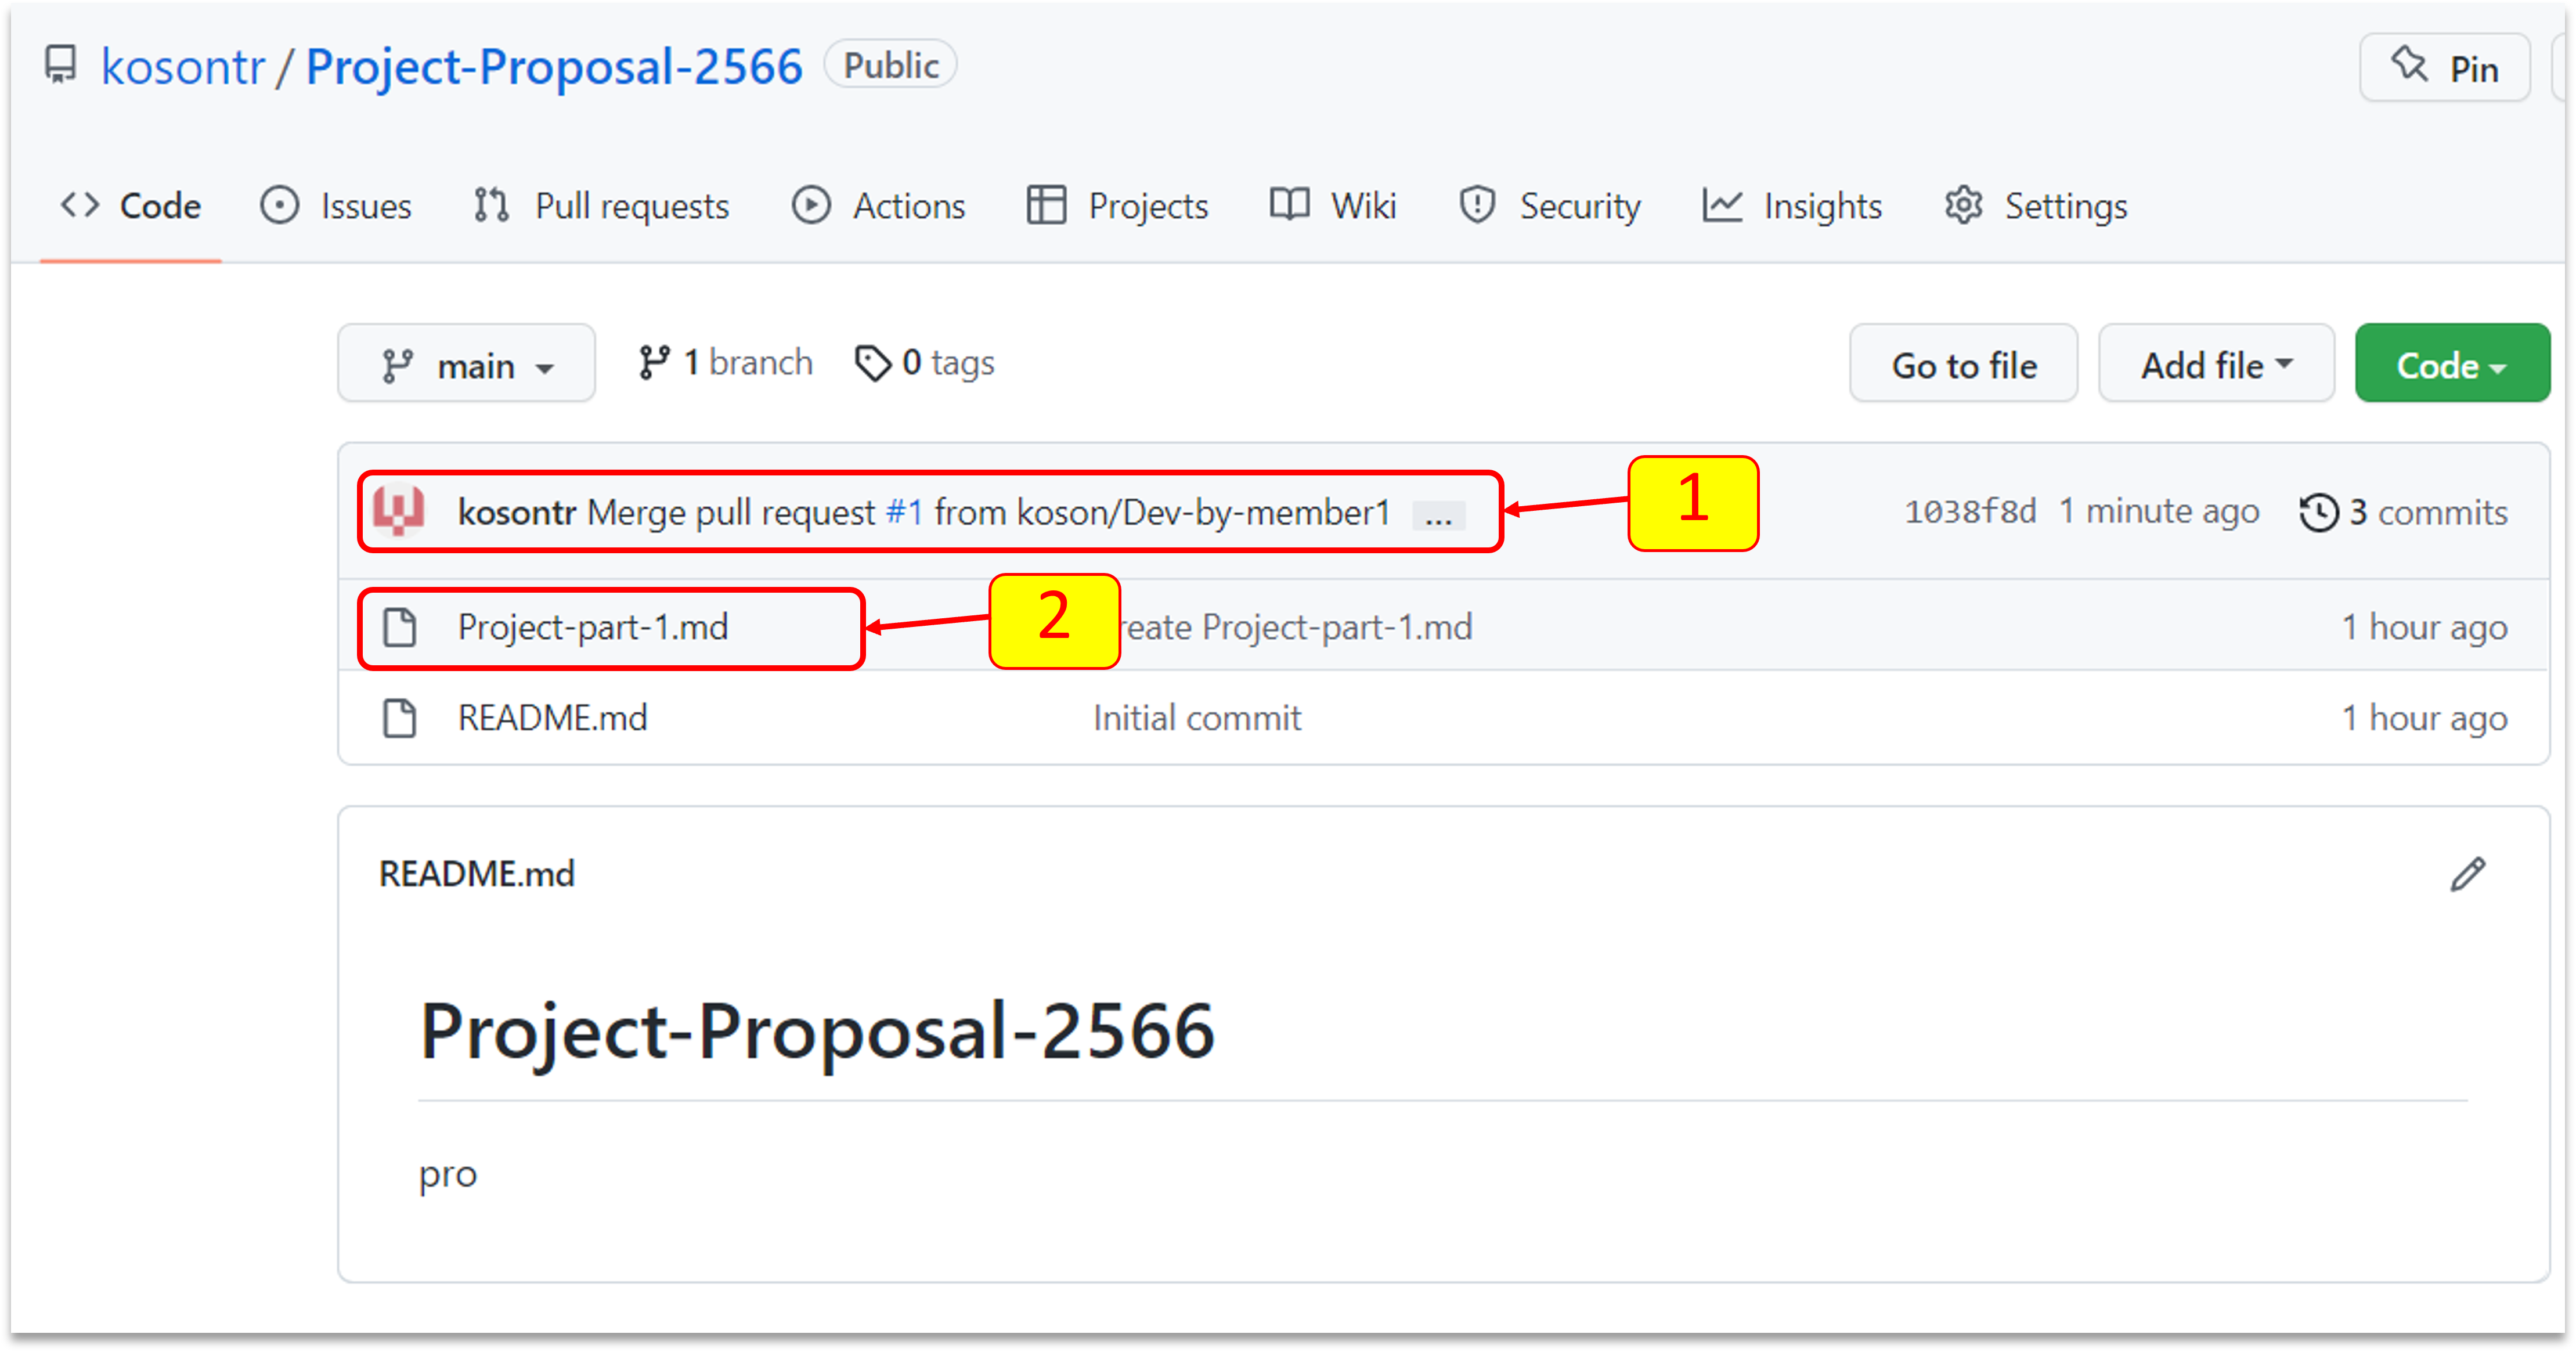 kosontr / Project-Proposal-2566 Public Pin
Code Issues Pull requests Actions Projects Wiki Security Insights Settings
main 1 branch 0 tags Go to file Add file Code
kosontr Merge pull request #1 from koson/Dev-by-member1 ... 1 1038f8d 1 minute ago 3 commits
Project-part-1.md 2 reate Project-part-1.md 1 hour ago
README.md Initial commit 1 hour ago
README.md
Project-Proposal-2566
pro